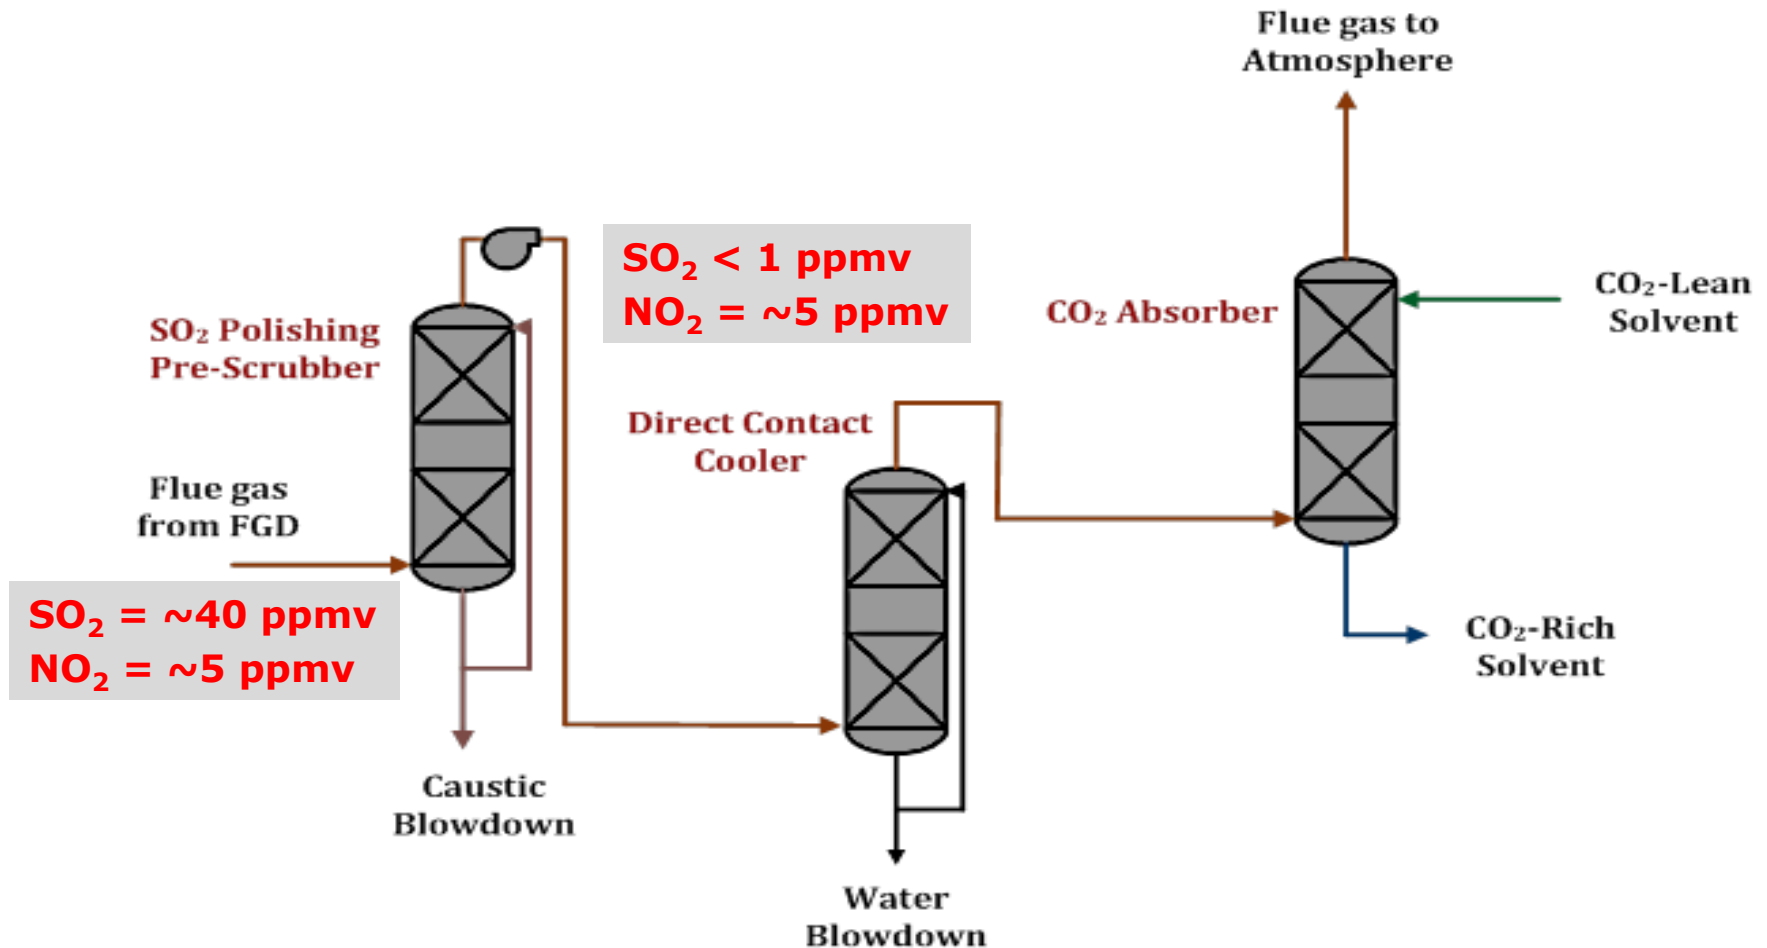 Flue gas to
Atmosphere
SO₂ < 1 ppmv
NO₂ = ~5 ppmv
SO₂ Polishing
Pre-Scrubber
CO₂ Absorber
CO₂-Lean
Solvent
Direct Contact
Cooler
Flue gas
from FGD
SO₂ = ~40 ppmv
NO₂ = ~5 ppmv
CO₂-Rich
Solvent
Caustic
Blowdown
Water
Blowdown